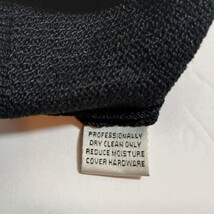 PROFESSIONALLY
DRY CLEAN ONLY
REDUCE MOISTURE
COVER HARDWARE